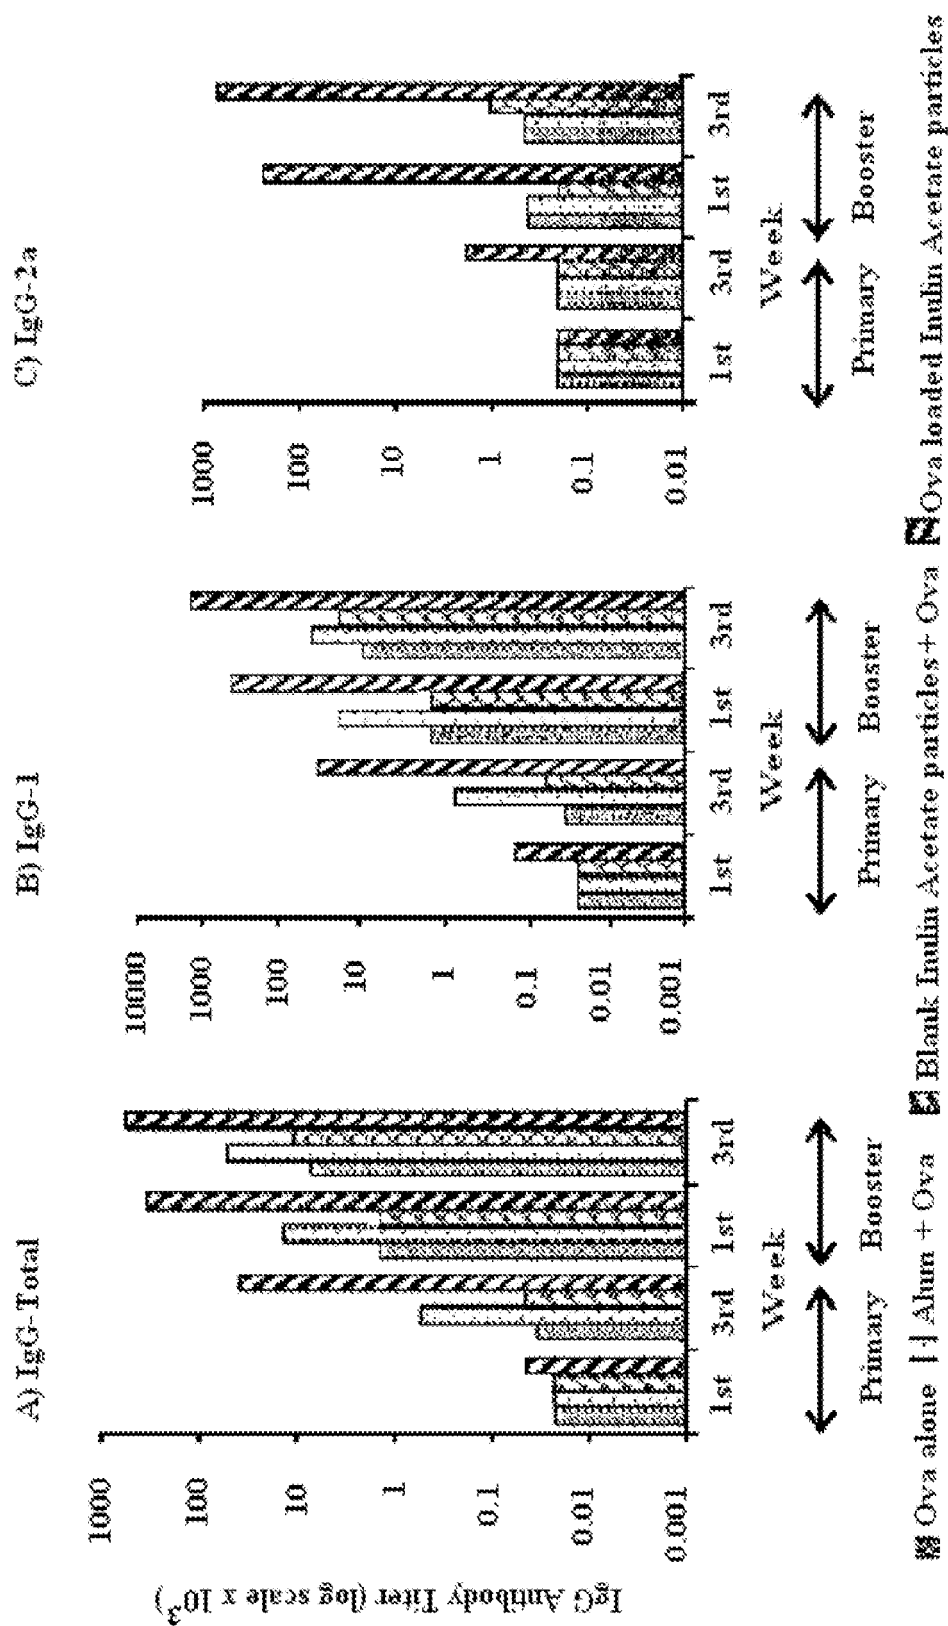 A) IgG-Total
B) IgG-1
C) IgG-2a
IgG Antibody Titer (log scale x 10³)
1000
100
10
1
0.1
0.01
0.001
1st
3rd
1st
3rd
Week
Primary
Booster
10000
1000
100
10
1
0.1
0.01
0.001
1st
3rd
1st
3rd
Week
Primary
Booster
1000
100
10
1
0.1
0.01
1st
3rd
1st
3rd
Week
Primary
Booster
Ova alone [·] Alum + Ova Blank Inulin Acetate particles + Ova Ova loaded Inulin Acetate particles